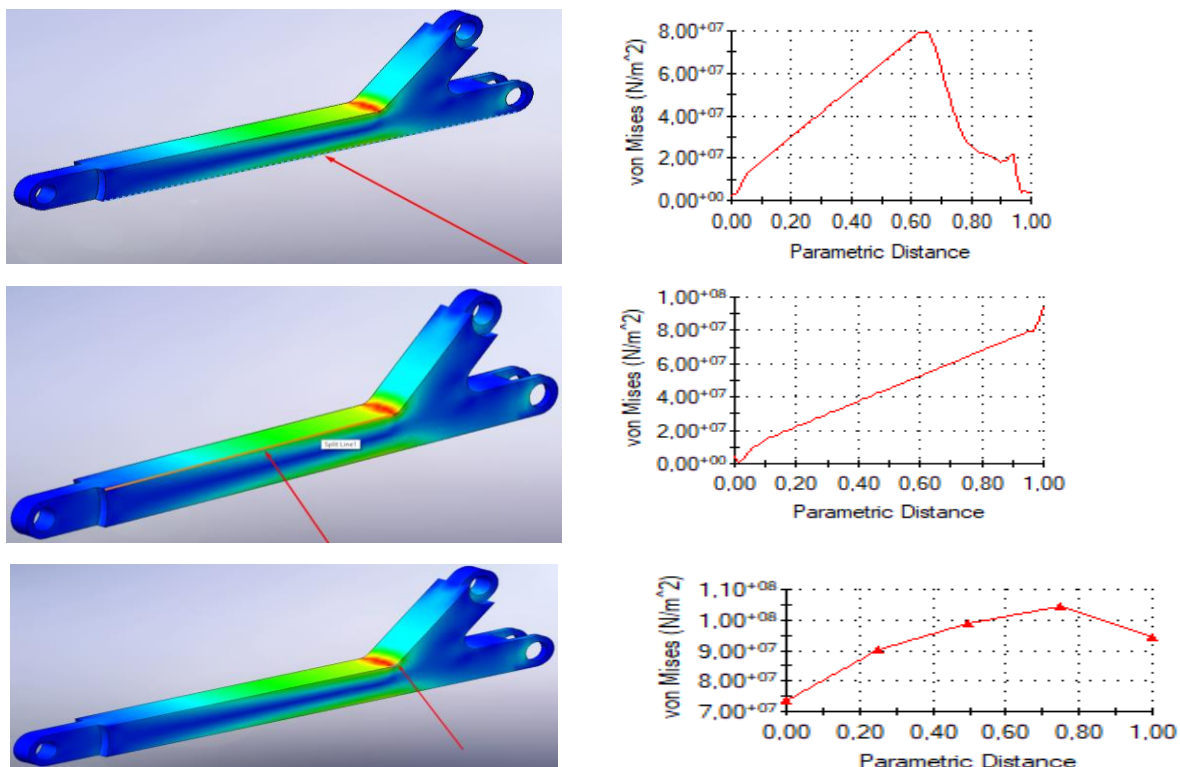 8,00+07
6,00+07
4,00+07
2,00+07
0,00+00
von Mises (N/m^2)
0,00 0,20 0,40 0,60 0,80 1,00
Parametric Distance
Split Line1
1,00+08
8,00+07
6,00+07
4,00+07
2,00+07
0,00+00
von Mises (N/m^2)
0,00 0,20 0,40 0,60 0,80 1,00
Parametric Distance
1,10+08
1,00+08
9,00+07
8,00+07
7,00+07
von Mises (N/m^2)
0,00 0,20 0,40 0,60 0,80 1,00
Parametric Distance